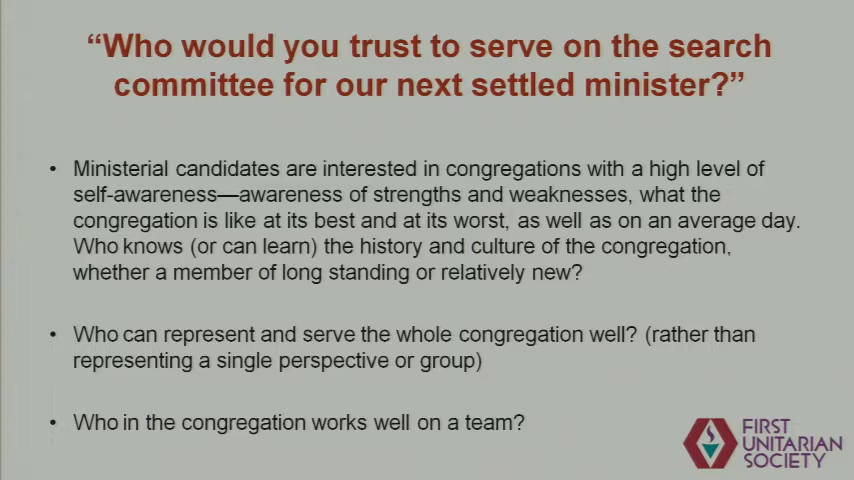 “Who would you trust to serve on the search
committee for our next settled minister?”
• Ministerial candidates are interested in congregations with a high level of
self-awareness—awareness of strengths and weaknesses, what the
congregation is like at its best and at its worst, as well as on an average day.
Who knows (or can learn) the history and culture of the congregation,
whether a member of long standing or relatively new?
• Who can represent and serve the whole congregation well? (rather than
representing a single perspective or group)
• Who in the congregation works well on a team?
FIRST
UNITARIAN
SOCIETY